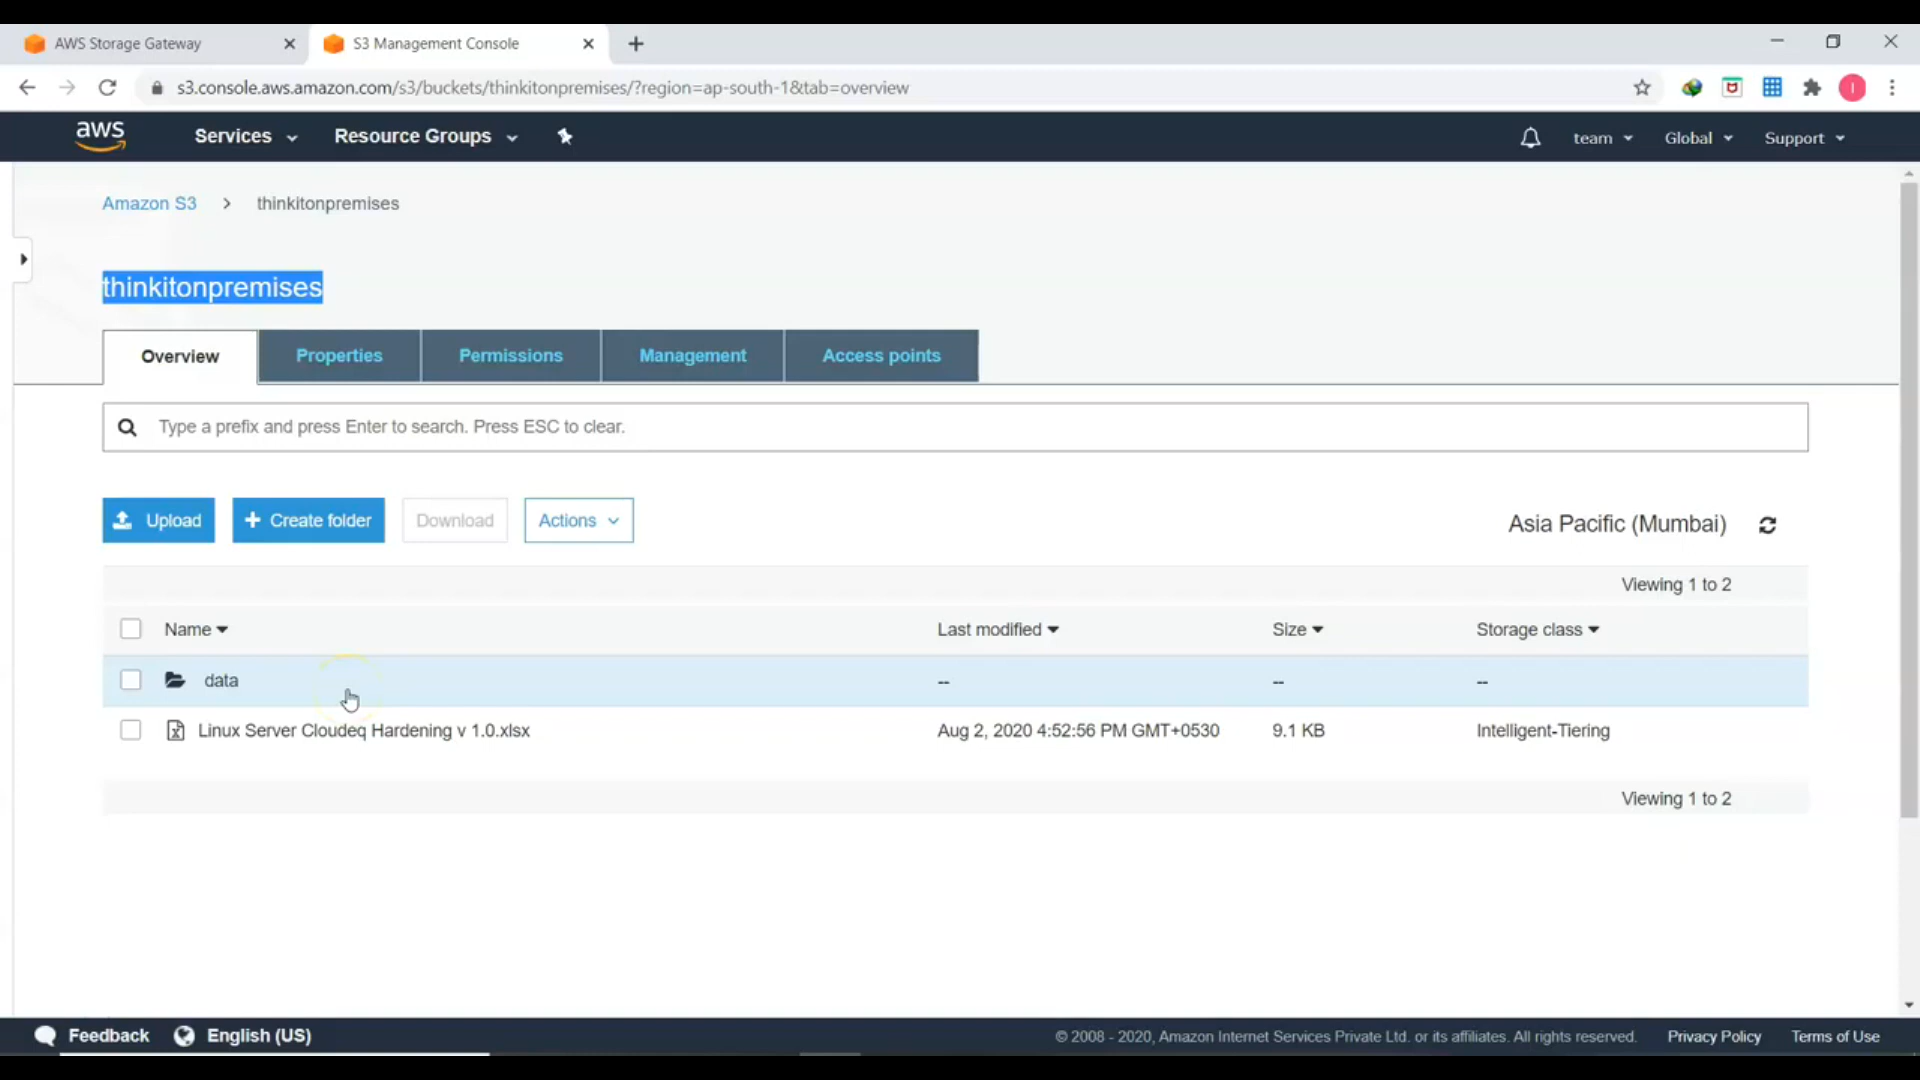 AWS Storage Gateway
S3 Management Console
s3.console.aws.amazon.com/s3/buckets/thinkitonpremises/?region=ap-south-1&tab=overview
aws
Services
Resource Groups
team
Global
Support
Amazon S3 > thinkitonpremises
thinkitonpremises
Overview
Properties
Permissions
Management
Access points
Type a prefix and press Enter to search. Press ESC to clear.
Upload
+ Create folder
Download
Actions
Asia Pacific (Mumbai)
Viewing 1 to 2
Name
Last modified
Size
Storage class
data
--
--
--
Linux Server Cloudeq Hardening v 1.0.xlsx
Aug 2, 2020 4:52:56 PM GMT+0530
9.1 KB
Intelligent-Tiering
Viewing 1 to 2
Feedback
English (US)
© 2008 - 2020, Amazon Internet Services Private Ltd. or its affiliates. All rights reserved.
Privacy Policy
Terms of Use